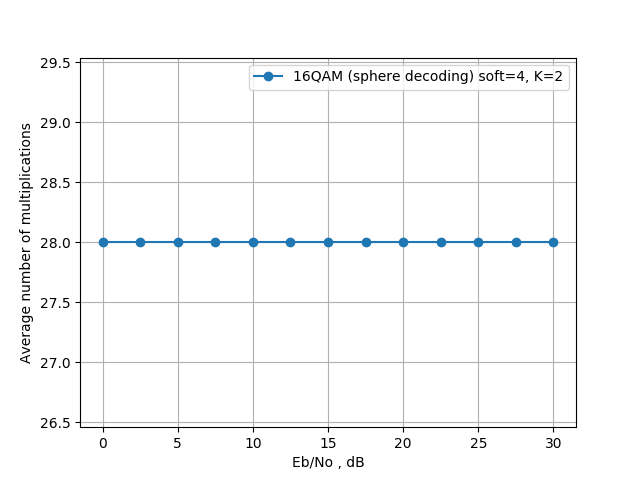 16QAM (sphere decoding) soft=4, K=2
Average number of multiplications
29.5
29.0
28.5
28.0
27.5
27.0
26.5
0 5 10 15 20 25 30
Eb/No , dB